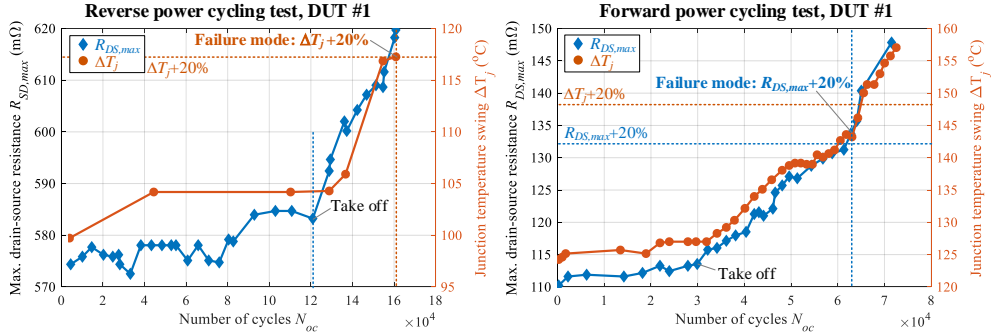 Reverse power cycling test, DUT #1
Max. drain-source resistance R_SD,max (mΩ)
620
610
600
590
580
570
R_DS,max
ΔT_j
Failure mode: ΔT_j+20%
ΔT_j+20%
Take off
120
115
110
105
100
95
Junction temperature swing ΔT_j (°C)
0 2 4 6 8 10 12 14 16 18
Number of cycles N_oc
×10^4
Forward power cycling test, DUT #1
Max. drain-source resistance R_DS,max (mΩ)
150
145
140
135
130
125
120
115
110
R_DS,max
ΔT_j
Failure mode: R_DS,max+20%
ΔT_j+20%
R_DS,max+20%
Take off
160
155
150
145
140
135
130
125
120
Junction temperature swing ΔT_j (°C)
0 1 2 3 4 5 6 7 8
Number of cycles N_oc
×10^4